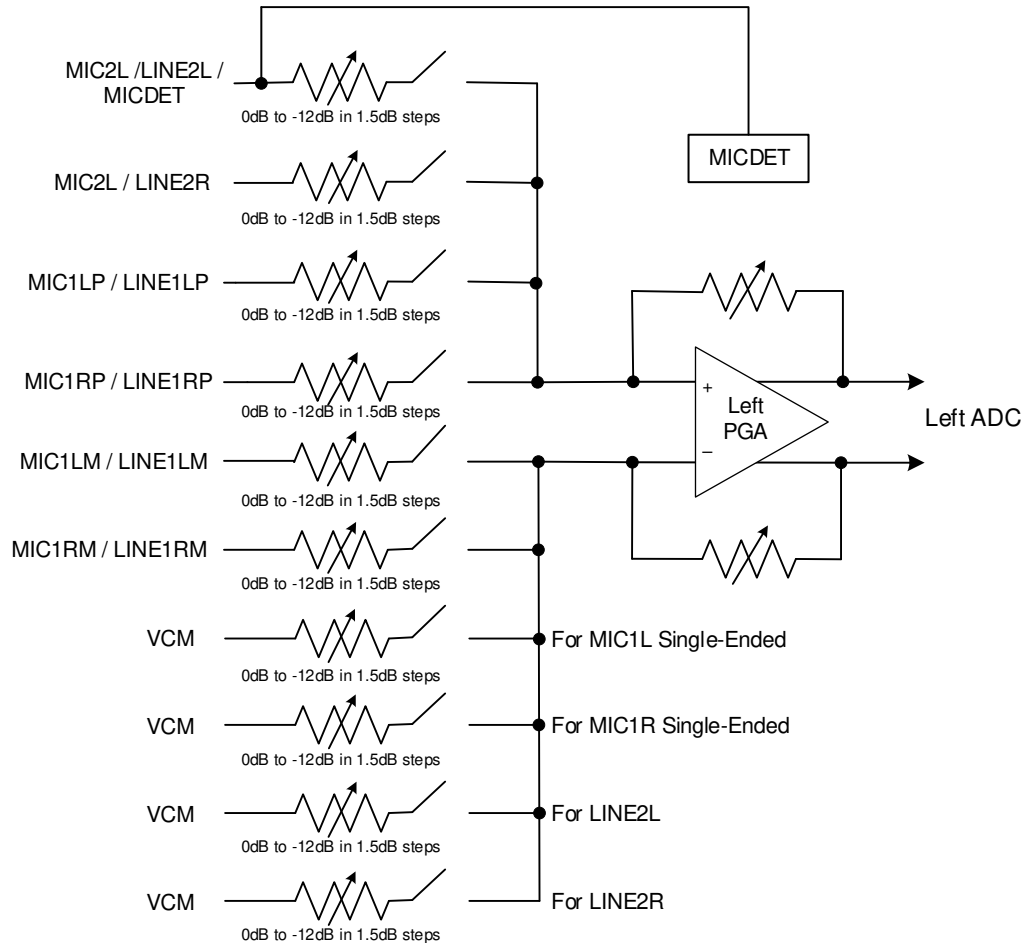 MIC2L /LINE2L /
MICDET
0dB to -12dB in 1.5dB steps
MICDET
MIC2L / LINE2R
0dB to -12dB in 1.5dB steps
MIC1LP / LINE1LP
0dB to -12dB in 1.5dB steps
MIC1RP / LINE1RP
0dB to -12dB in 1.5dB steps
+
Left
PGA
−
Left ADC
MIC1LM / LINE1LM
0dB to -12dB in 1.5dB steps
MIC1RM / LINE1RM
0dB to -12dB in 1.5dB steps
VCM
For MIC1L Single-Ended
0dB to -12dB in 1.5dB steps
VCM
For MIC1R Single-Ended
0dB to -12dB in 1.5dB steps
VCM
For LINE2L
0dB to -12dB in 1.5dB steps
VCM
For LINE2R
0dB to -12dB in 1.5dB steps